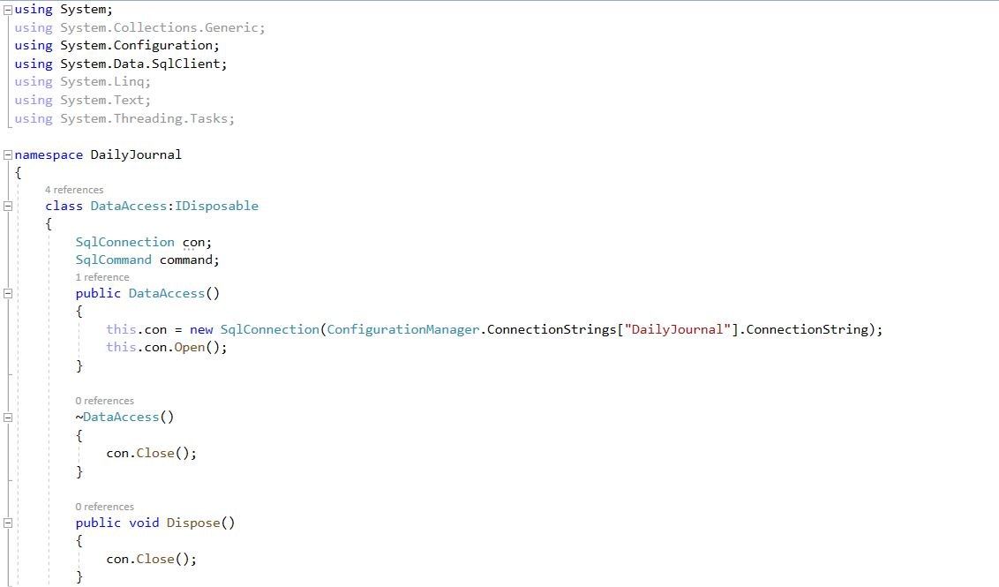 using System;
using System.Collections.Generic;
using System.Configuration;
using System.Data.SqlClient;
using System.Linq;
using System.Text;
using System.Threading.Tasks;
namespace DailyJournal
{
4 references
class DataAccess:IDisposable
{
SqlConnection con;
SqlCommand command;
1 reference
public DataAccess()
{
this.con = new SqlConnection(ConfigurationManager.ConnectionStrings["DailyJournal"].ConnectionString);
this.con.Open();
}
0 references
~DataAccess()
{
con.Close();
}
0 references
public void Dispose()
{
con.Close();
}